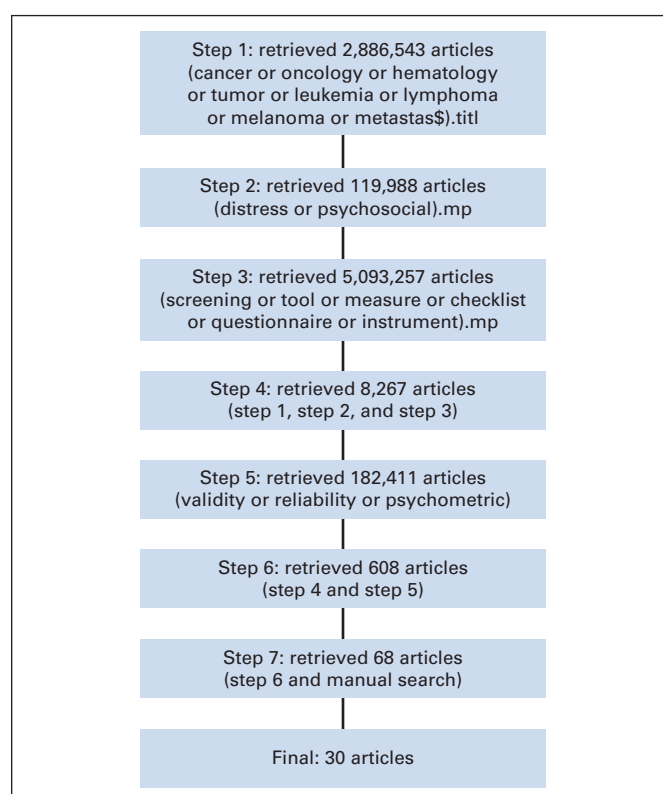 Step 1: retrieved 2,886,543 articles
(cancer or oncology or hematology
or tumor or leukemia or lymphoma
or melanoma or metastas$).titl
Step 2: retrieved 119,988 articles
(distress or psychosocial).mp
Step 3: retrieved 5,093,257 articles
(screening or tool or measure or checklist
or questionnaire or instrument).mp
Step 4: retrieved 8,267 articles
(step 1, step 2, and step 3)
Step 5: retrieved 182,411 articles
(validity or reliability or psychometric)
Step 6: retrieved 608 articles
(step 4 and step 5)
Step 7: retrieved 68 articles
(step 6 and manual search)
Final: 30 articles